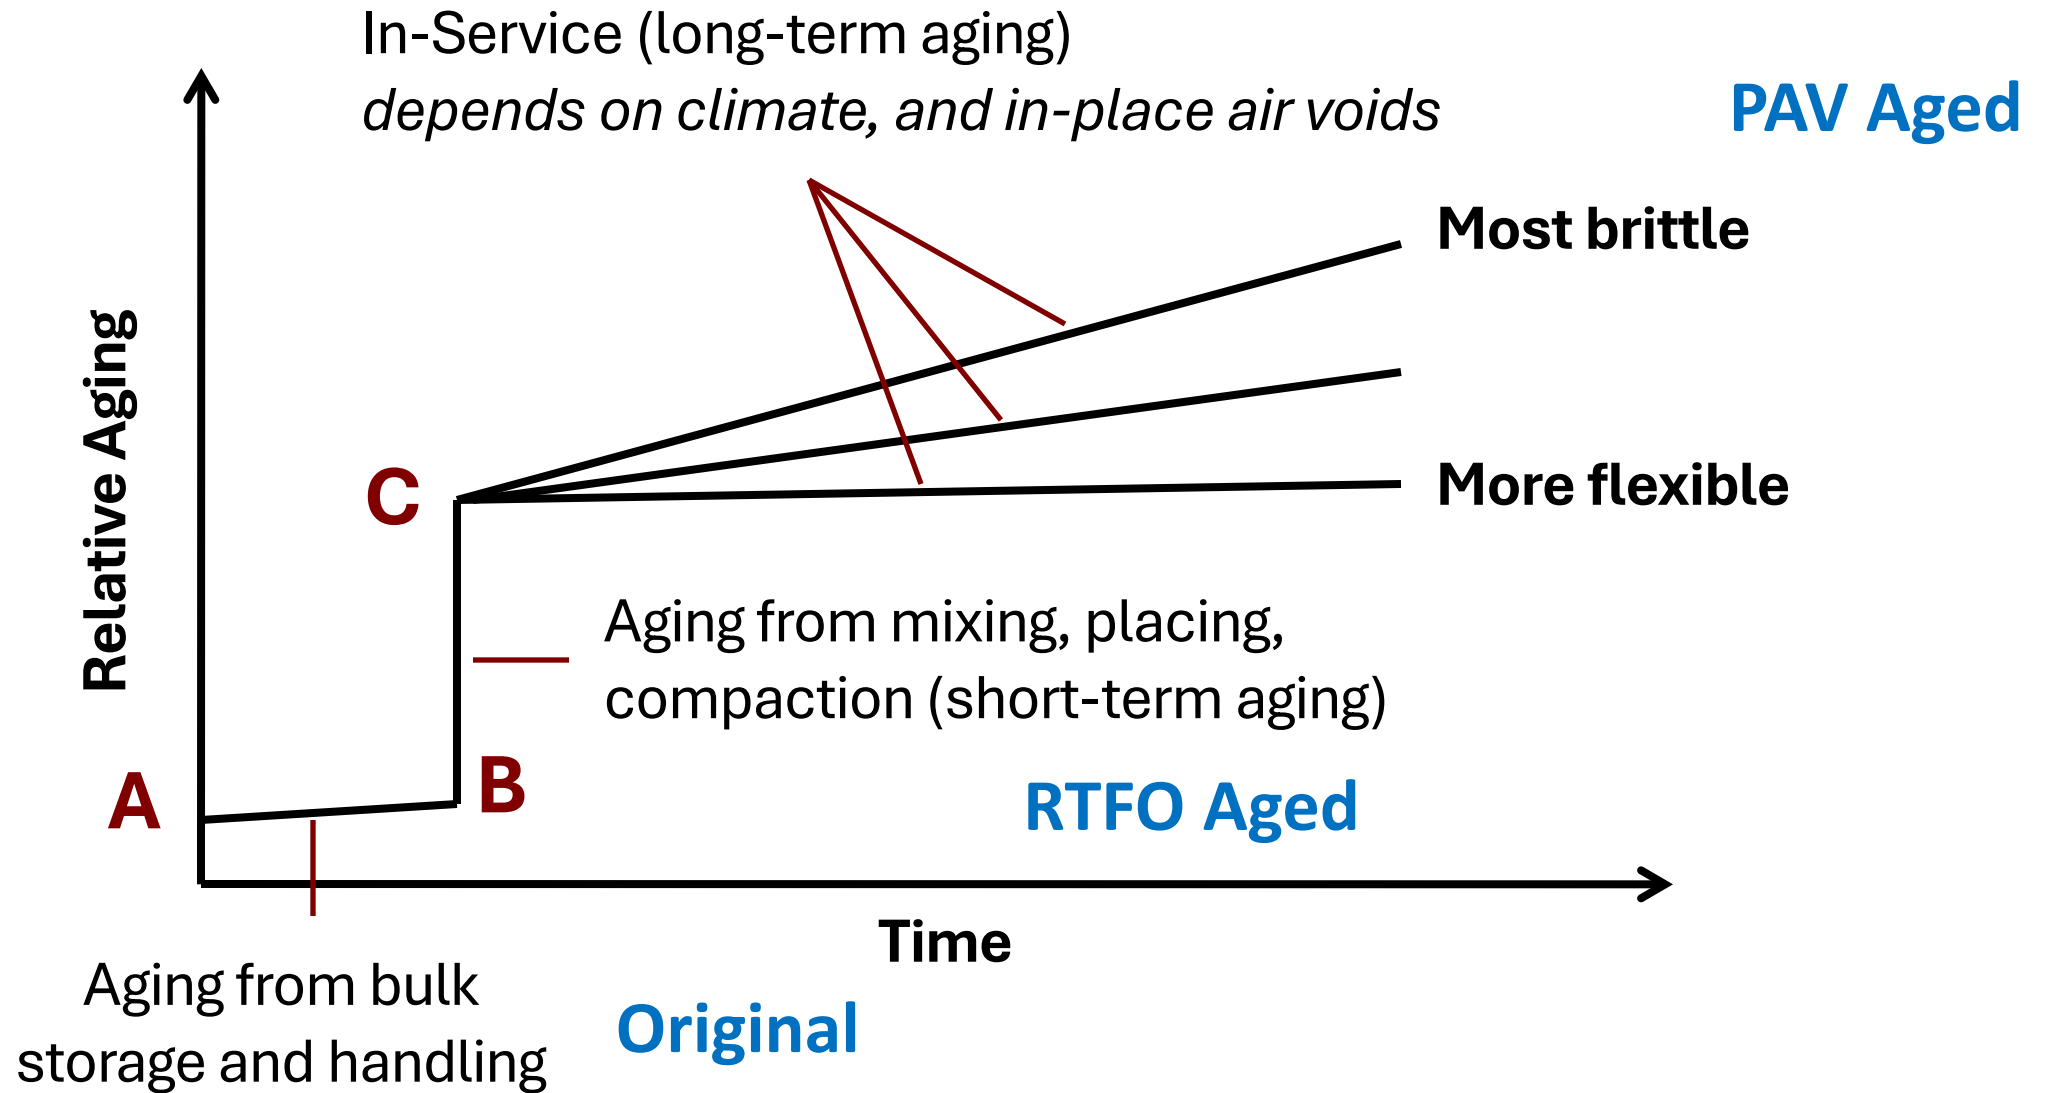 In-Service (long-term aging)
depends on climate, and in-place air voids
PAV Aged
Most brittle
Relative Aging
C
More flexible
Aging from mixing, placing,
compaction (short-term aging)
A
B
RTFO Aged
Time
Aging from bulk
storage and handling
Original